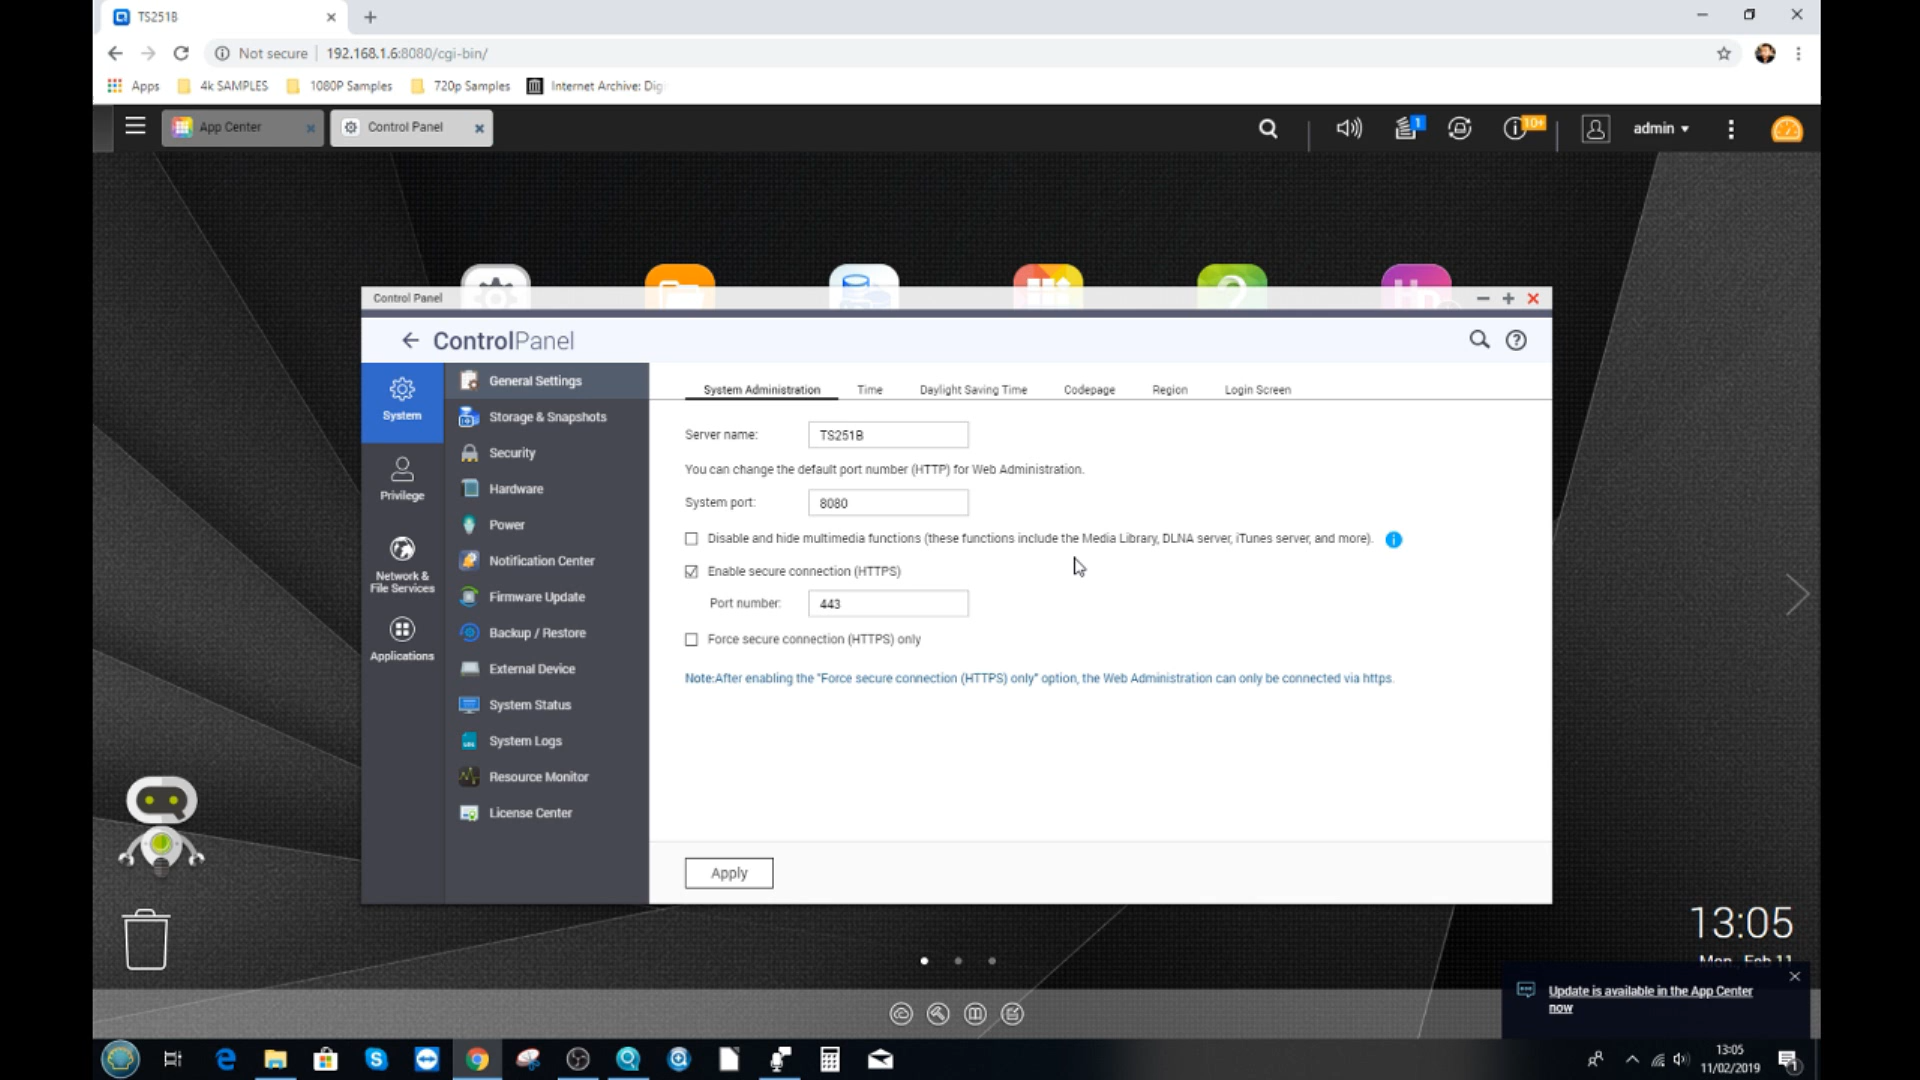 TS251B
Not secure
192.168.1.6:8080/cgi-bin/
Apps
4k SAMPLES
1080P Samples
720p Samples
Internet Archive: Dig
App Center
Control Panel
1
10+
admin
Control Panel
ControlPanel
System
Privilege
Network &
File Services
Applications
General Settings
Storage & Snapshots
Security
Hardware
Power
Notification Center
Firmware Update
Backup / Restore
External Device
System Status
System Logs
Resource Monitor
License Center
System Administration
Time
Daylight Saving Time
Codepage
Region
Login Screen
Server name:
TS251B
You can change the default port number (HTTP) for Web Administration.
System port:
8080
Disable and hide multimedia functions (these functions include the Media Library, DLNA server, iTunes server, and more).
Enable secure connection (HTTPS)
Port number:
443
Force secure connection (HTTPS) only
Note:After enabling the "Force secure connection (HTTPS) only" option, the Web Administration can only be connected via https.
Apply
13:05
Mon., Feb 11
Update is available in the App Center
now
13:05
11/02/2019
1